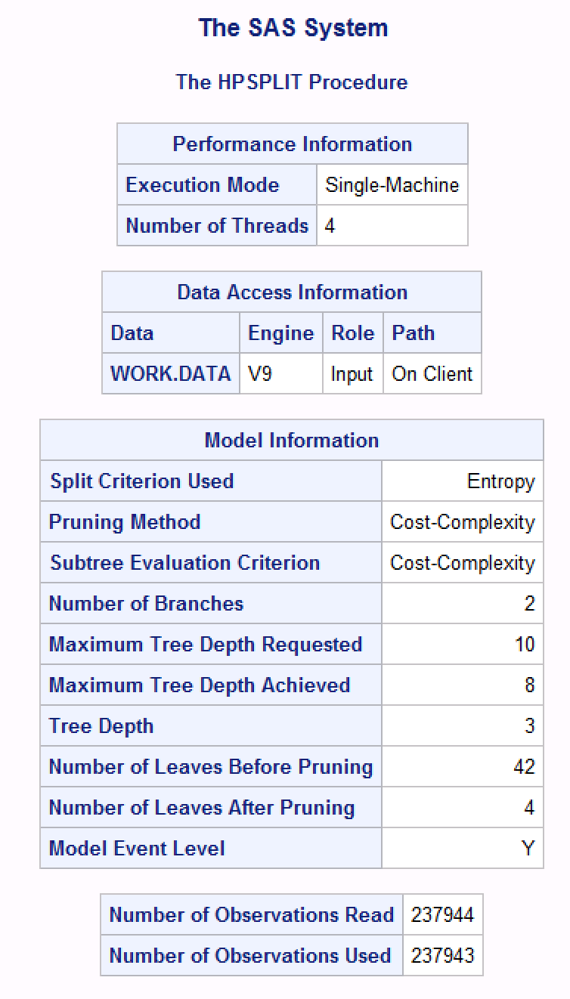 The SAS System
The HPSPLIT Procedure
Performance Information
Execution Mode Single-Machine
Number of Threads 4
Data Access Information
Data Engine Role Path
WORK.DATA V9 Input On Client
Model Information
Split Criterion Used Entropy
Pruning Method Cost-Complexity
Subtree Evaluation Criterion Cost-Complexity
Number of Branches 2
Maximum Tree Depth Requested 10
Maximum Tree Depth Achieved 8
Tree Depth 3
Number of Leaves Before Pruning 42
Number of Leaves After Pruning 4
Model Event Level Y
Number of Observations Read 237944
Number of Observations Used 237943